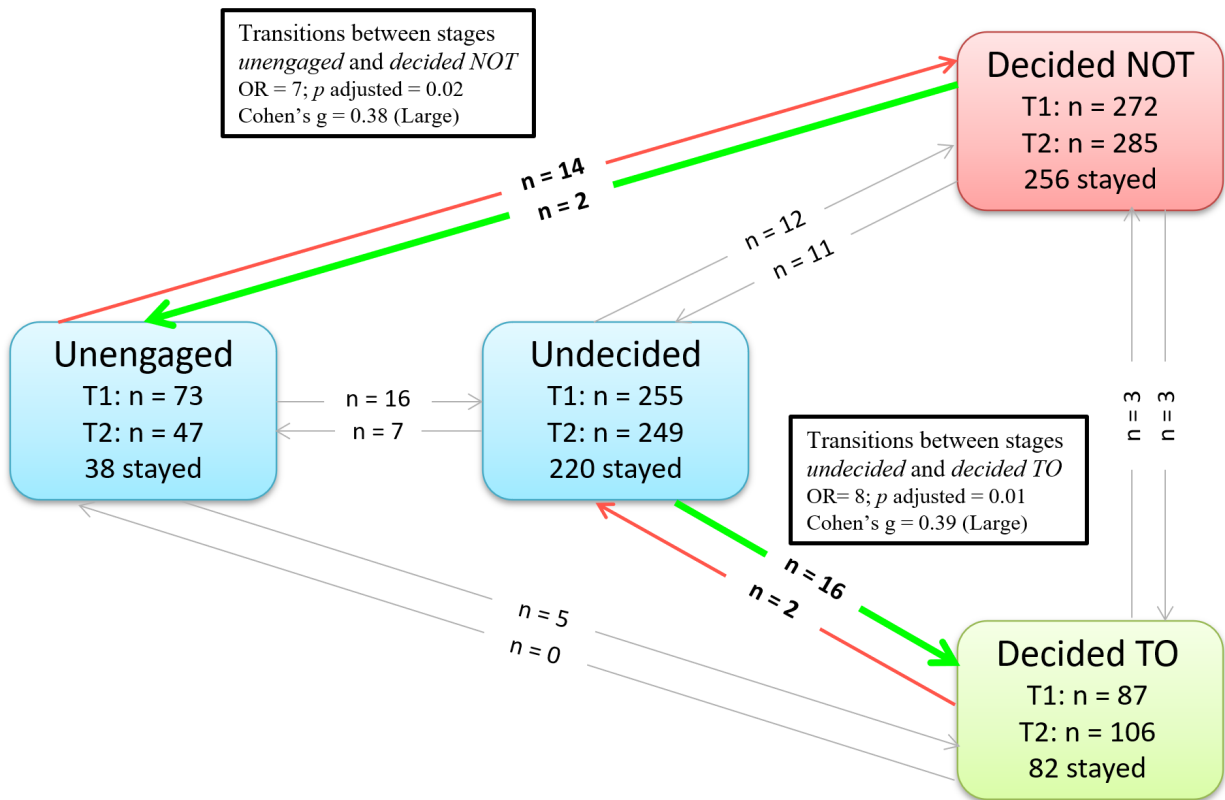 Transitions between stages
unengaged and decided NOT
OR = 7; p adjusted = 0.02
Cohen's g = 0.38 (Large)
Decided NOT
T1: n = 272
T2: n = 285
256 stayed
n = 14
n = 2
n = 12
n = 11
Unengaged
T1: n = 73
T2: n = 47
38 stayed
n = 16
n = 7
Undecided
T1: n = 255
T2: n = 249
220 stayed
n = 3
n = 3
Transitions between stages
undecided and decided TO
OR= 8; p adjusted = 0.01
Cohen's g = 0.39 (Large)
n = 16
n = 2
n = 5
n = 0
Decided TO
T1: n = 87
T2: n = 106
82 stayed